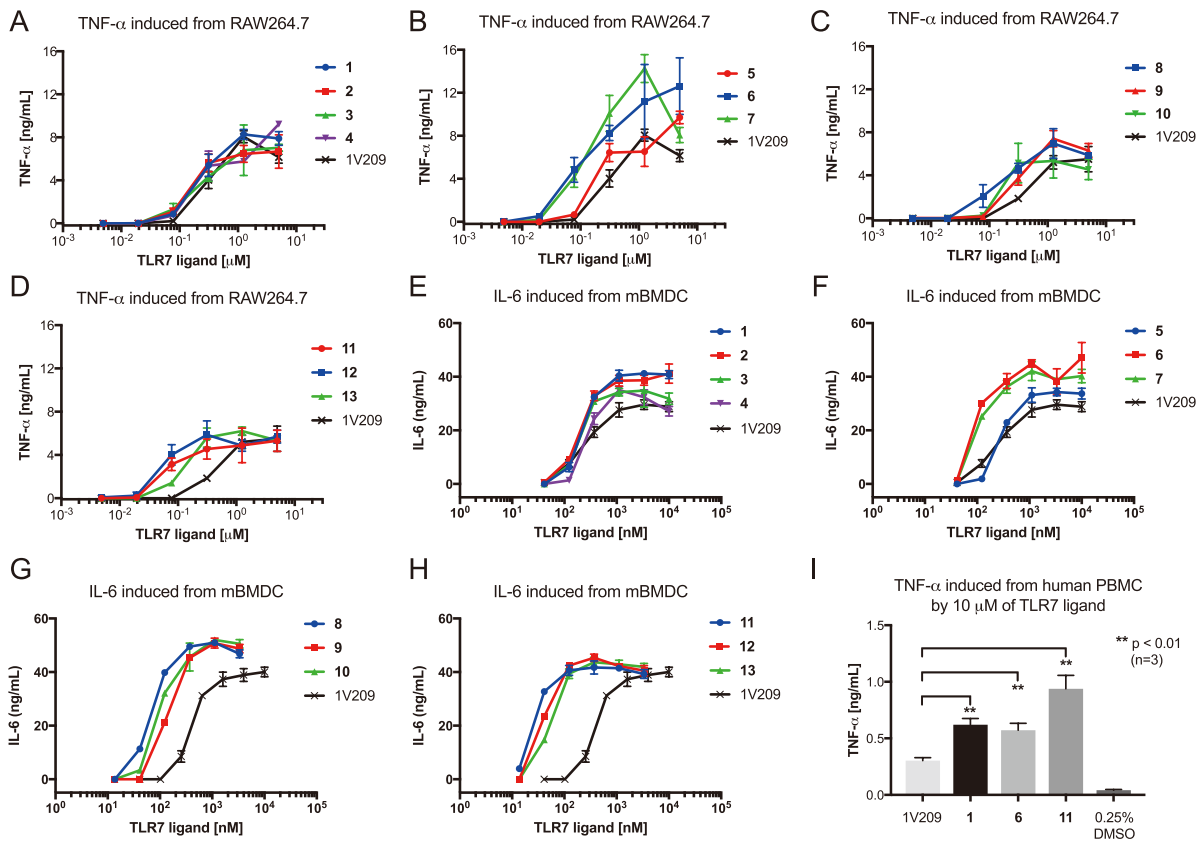 A
TNF-α induced from RAW264.7
TNF-α [ng/mL]
16
12
8
4
0
10⁻³ 10⁻² 10⁻¹ 10⁰ 10¹
TLR7 ligand [μM]
1
2
3
4
1V209
B
TNF-α induced from RAW264.7
TNF-α [ng/mL]
16
12
8
4
0
10⁻³ 10⁻² 10⁻¹ 10⁰ 10¹
TLR7 ligand [μM]
5
6
7
1V209
C
TNF-α induced from RAW264.7
TNF-α [ng/mL]
16
12
8
4
0
10⁻³ 10⁻² 10⁻¹ 10⁰ 10¹
TLR7 ligand [μM]
8
9
10
1V209
D
TNF-α induced from RAW264.7
TNF-α [ng/mL]
16
12
8
4
0
10⁻³ 10⁻² 10⁻¹ 10⁰ 10¹
TLR7 ligand [μM]
11
12
13
1V209
E
IL-6 induced from mBMDC
IL-6 (ng/mL)
60
40
20
0
10⁰ 10¹ 10² 10³ 10⁴ 10⁵
TLR7 ligand [nM]
1
2
3
4
1V209
F
IL-6 induced from mBMDC
IL-6 (ng/mL)
60
40
20
0
10⁰ 10¹ 10² 10³ 10⁴ 10⁵
TLR7 ligand [nM]
5
6
7
1V209
G
IL-6 induced from mBMDC
IL-6 (ng/mL)
60
40
20
0
10⁰ 10¹ 10² 10³ 10⁴ 10⁵
TLR7 ligand [nM]
8
9
10
1V209
H
IL-6 induced from mBMDC
IL-6 (ng/mL)
60
40
20
0
10⁰ 10¹ 10² 10³ 10⁴ 10⁵
TLR7 ligand [nM]
11
12
13
1V209
I
TNF-α induced from human PBMC
by 10 μM of TLR7 ligand
TNF-α [ng/mL]
1.5
1.0
0.5
0.0
**
**
**
** p < 0.01
(n=3)
1V209 1 6 11 0.25%
DMSO